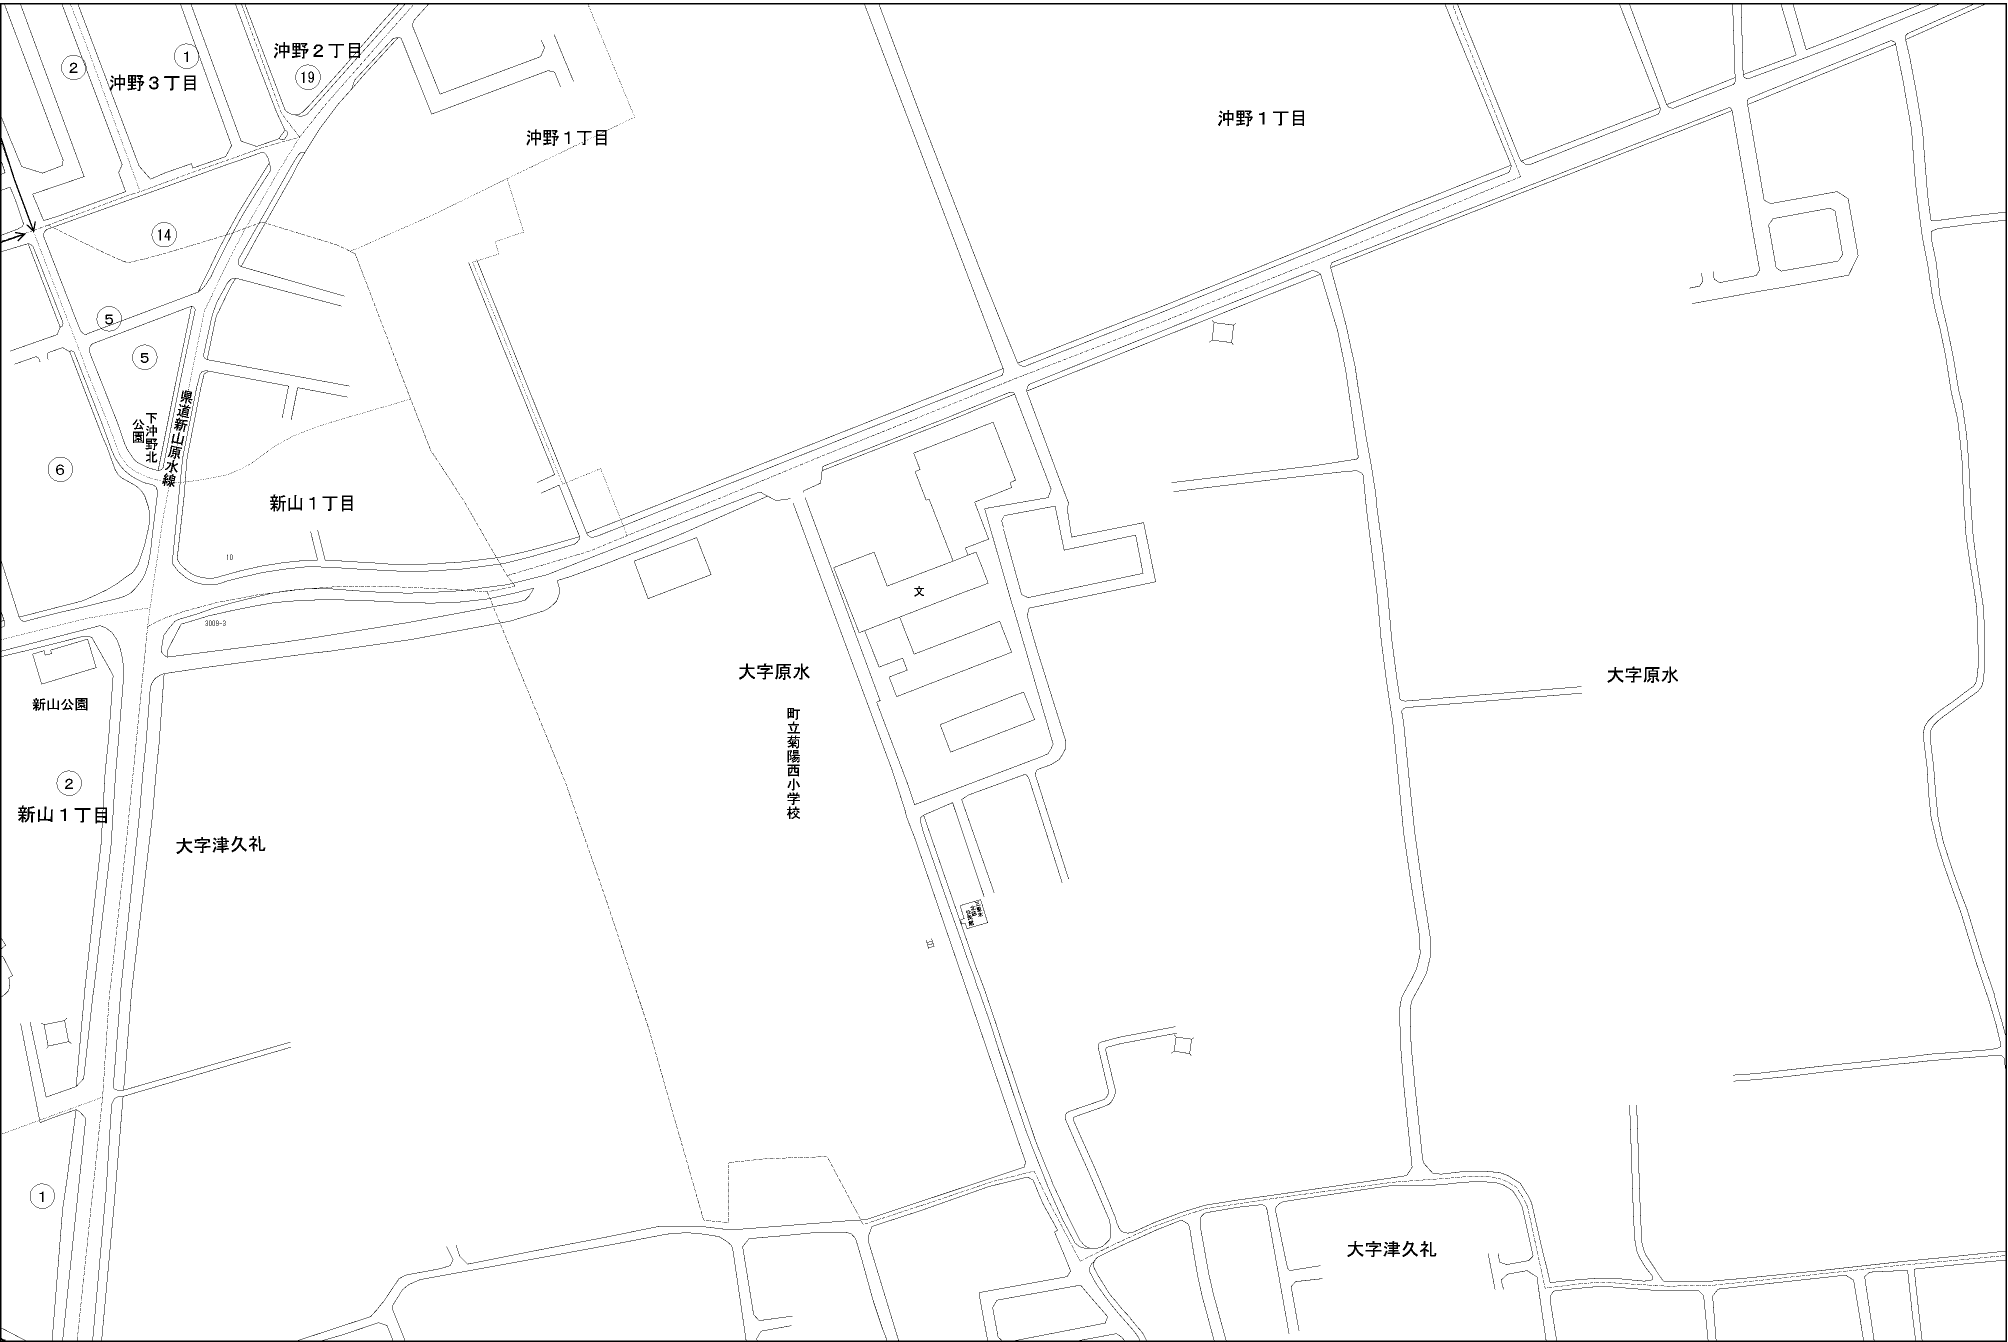 沖野２丁目
19
1
2
沖野３丁目
沖野１丁目
沖野１丁目
14
5
5
県道新山原水線
下沖野北
公園
6
新山１丁目
10
文
3009-3
大字原水
大字原水
新山公園
町立菊陽西小学校
2
新山１丁目
大字津久礼
1
大字津久礼